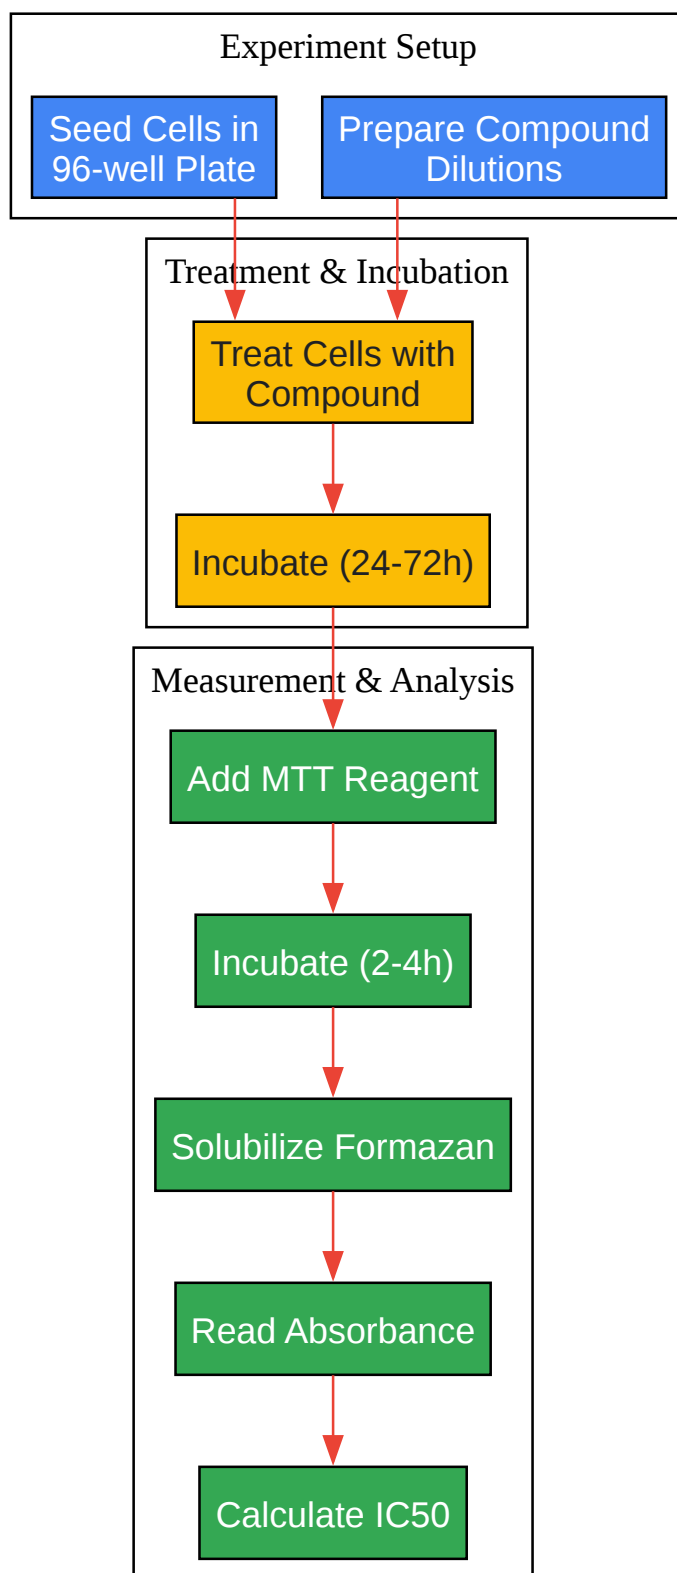 Experiment Setup
Seed Cells in
96-well Plate
Prepare Compound
Dilutions
Treatment & Incubation
Treat Cells with
Compound
Incubate (24-72h)
Measurement & Analysis
Add MTT Reagent
Incubate (2-4h)
Solubilize Formazan
Read Absorbance
Calculate IC50